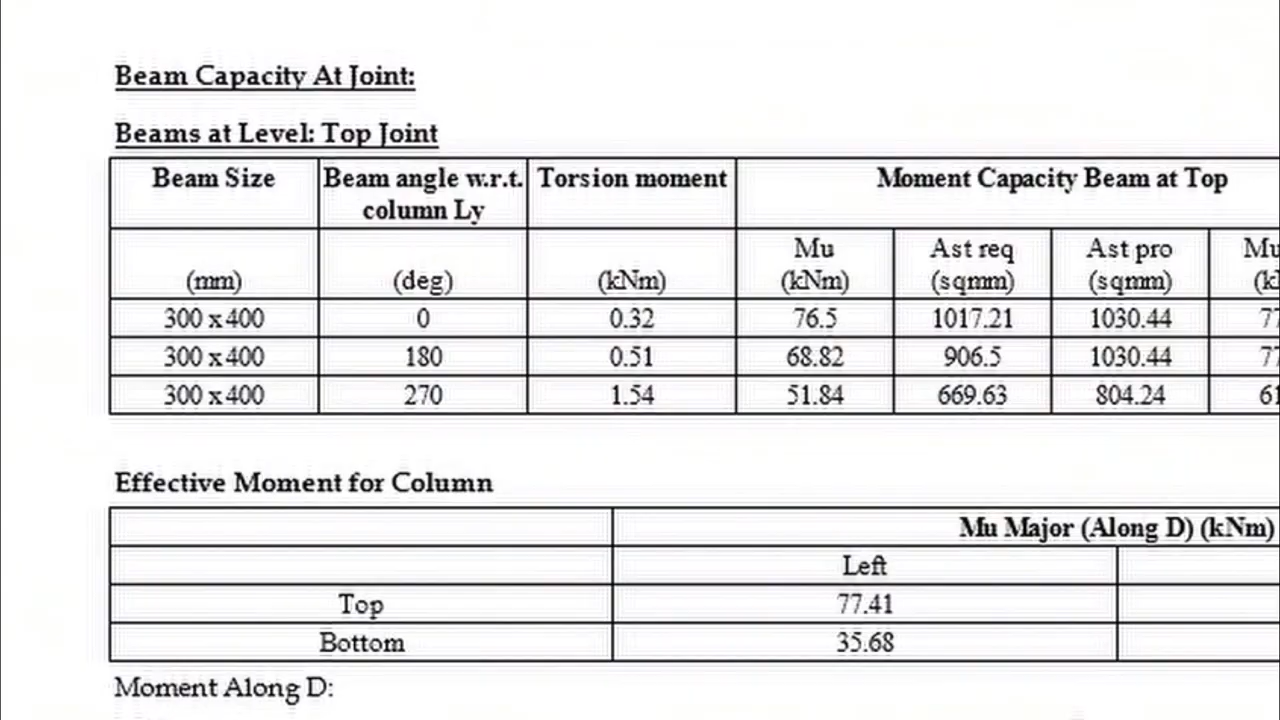 Beam Capacity At Joint:
Beams at Level: Top Joint
Beam Size Beam angle w.r.t. column Ly Torsion moment Moment Capacity Beam at Top
(mm) (deg) (kNm) Mu (kNm) Ast req (sqmm) Ast pro (sqmm)
300 x 400 0 0.32 76.5 1017.21 1030.44
300 x 400 180 0.51 68.82 906.5 1030.44
300 x 400 270 1.54 51.84 669.63 804.24
Effective Moment for Column
Mu Major (Along D) (kNm)
Left
Top 77.41
Bottom 35.68
Moment Along D: